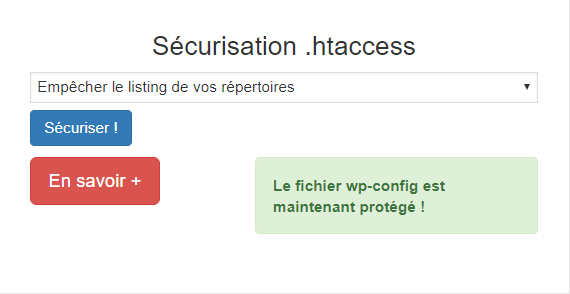 Sécurisation .htaccess
Empêcher le listing de vos répertoires
Sécuriser !
En savoir +
Le fichier wp-config est
maintenant protégé !